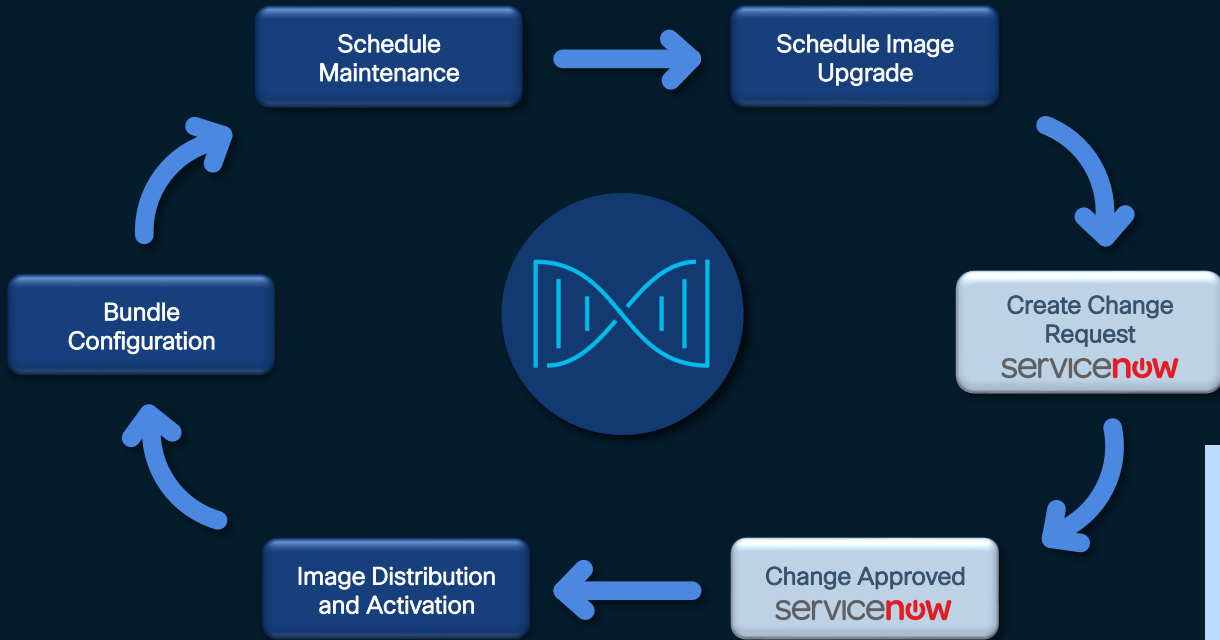 Schedule
Maintenance
Schedule Image
Upgrade
Create Change
Request
servicenow
Change Approved
servicenow
Image Distribution
and Activation
Bundle
Configuration